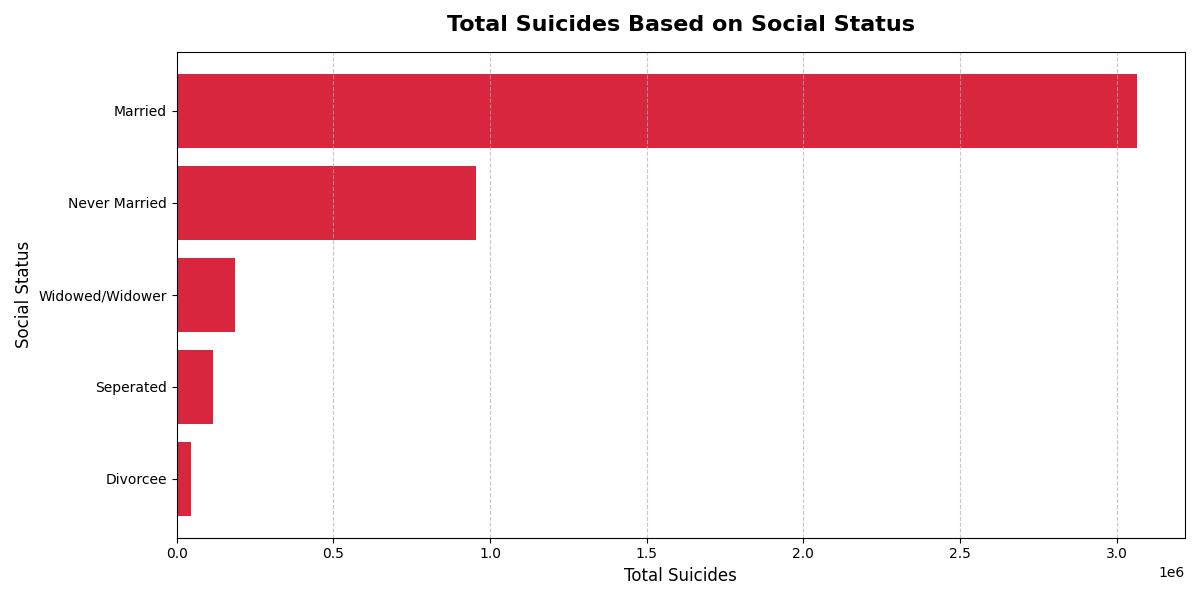 Total Suicides Based on Social Status
Social Status
Married
Never Married
Widowed/Widower
Seperated
Divorcee
0.0 0.5 1.0 1.5 2.0 2.5 3.0
1e6
Total Suicides